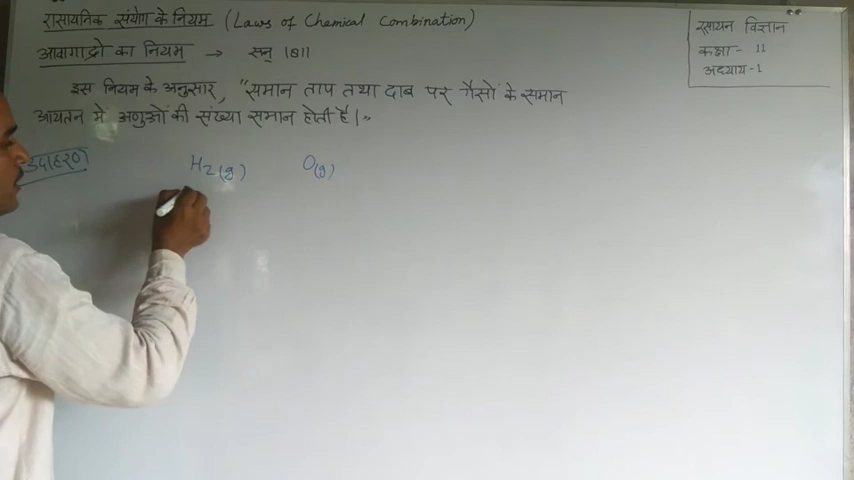 रासायनिक संयोग के नियम (Laws of Chemical Combination)
आवागाद्रो का नियम → सन् 1811
इस नियम के अनुसार, "समान ताप तथा दाब पर गैसों के समान
आयतन में अणुओं की संख्या समान होती है।"
उदाहरण
H2(g) O(g)
रसायन विज्ञान
कक्षा - 11
अध्याय - 1